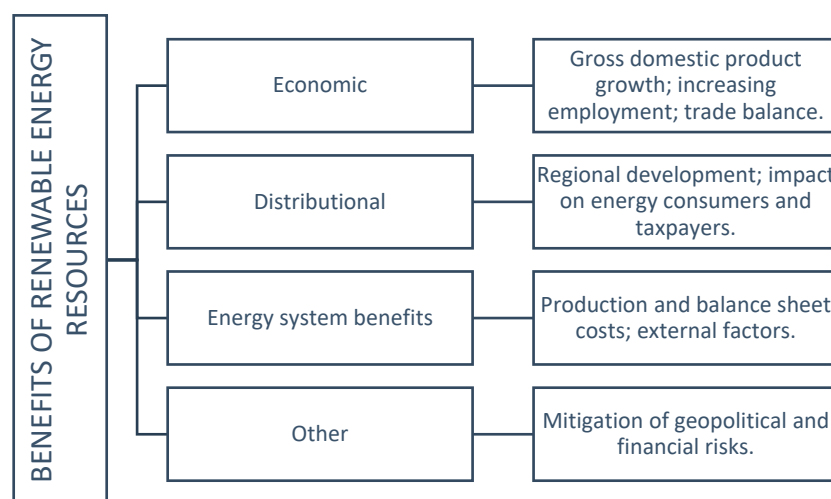 BENEFITS OF RENEWABLE ENERGY
RESOURCES
Economic
Gross domestic product
growth; increasing
employment; trade balance.
Distributional
Regional development; impact
on energy consumers and
taxpayers.
Energy system benefits
Production and balance sheet
costs; external factors.
Other
Mitigation of geopolitical and
financial risks.